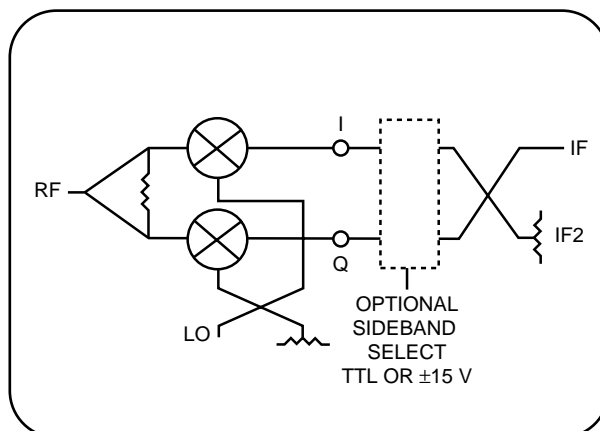 I
IF
RF
IF2
Q
LO
OPTIONAL
SIDEBAND
SELECT
TTL OR ±15 V